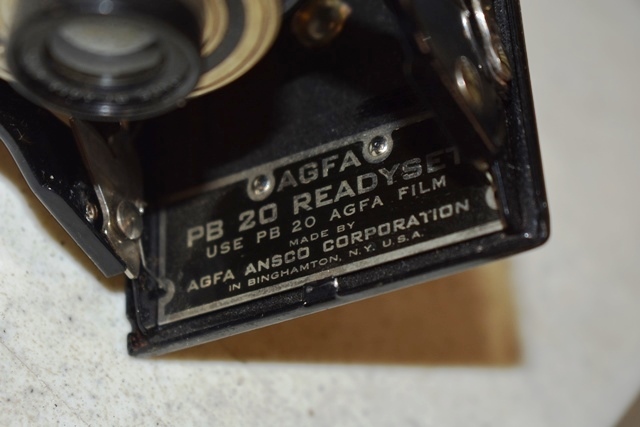 AGFA
PB 20 READYSET
USE PB 20 AGFA FILM
MADE BY
AGFA ANSCO CORPORATION
IN BINGHAMTON, N.Y. U.S.A.